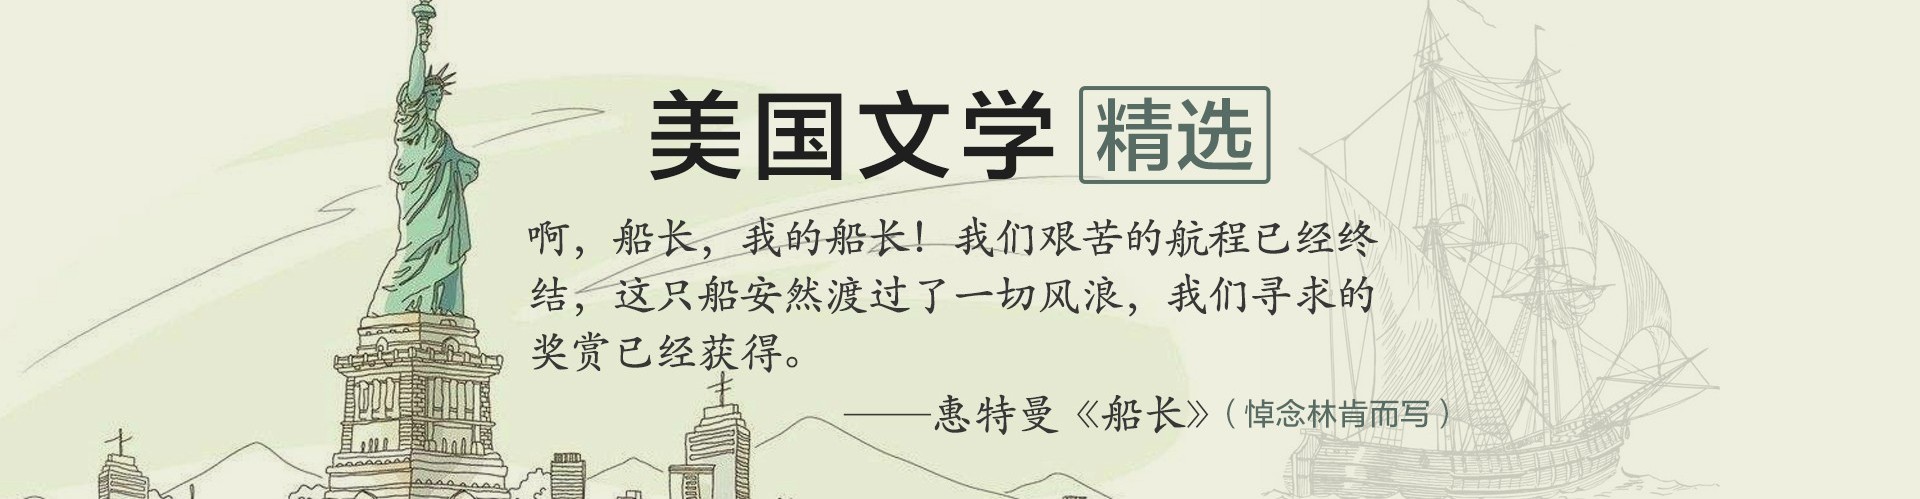 美国文学 精选
啊，船长，我的船长！我们艰苦的航程已经终
结，这只船安然渡过了一切风浪，我们寻求的
奖赏已经获得。
——惠特曼《船长》（悼念林肯而写）